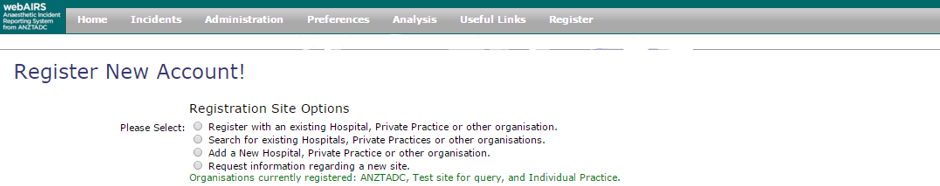 webAIRS
Anaesthetic Incident
Reporting System
from ANZTADC
Home Incidents Administration Preferences Analysis Useful Links Register
Register New Account!
Registration Site Options
Please Select: Register with an existing Hospital, Private Practice or other organisation.
Search for existing Hospitals, Private Practices or other organisations.
Add a New Hospital, Private Practice or other organisation.
Request information regarding a new site.
Organisations currently registered: ANZTADC, Test site for query, and Individual Practice.